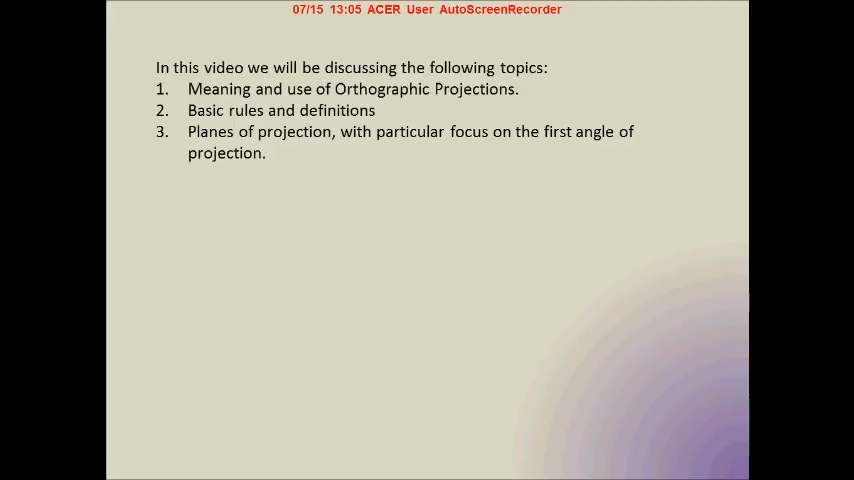 07/15 13:05 ACER User AutoScreenRecorder
In this video we will be discussing the following topics:
1. Meaning and use of Orthographic Projections.
2. Basic rules and definitions
3. Planes of projection, with particular focus on the first angle of
projection.